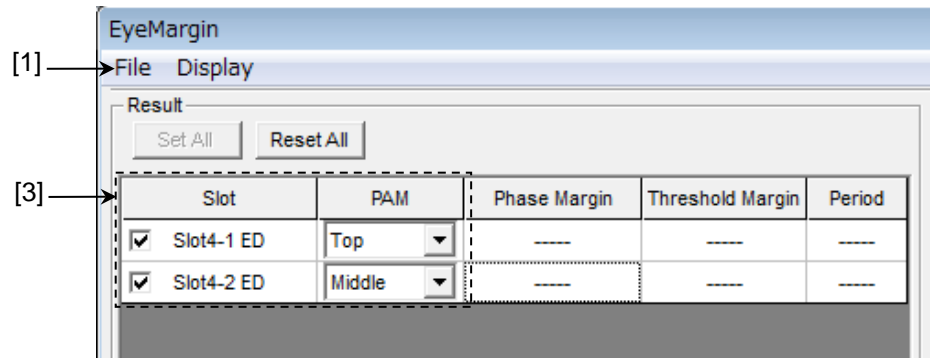 EyeMargin
[1] File Display
Result
Set All Reset All
[3] Slot PAM Phase Margin Threshold Margin Period
Slot4-1 ED Top ----- ----- -----
Slot4-2 ED Middle ----- ----- -----